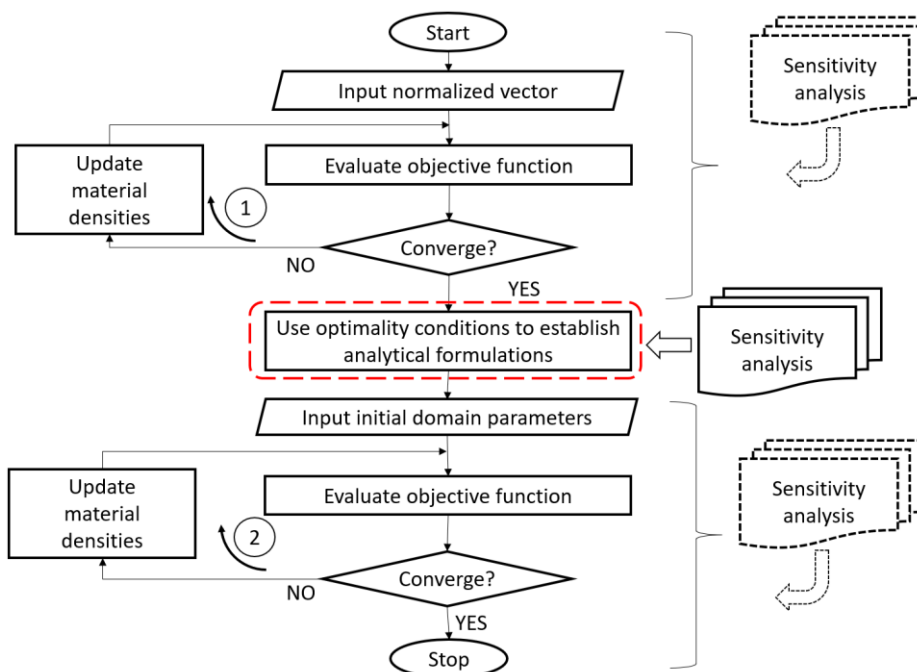 Start
Input normalized vector
Sensitivity
analysis
Update
material
densities
Evaluate objective function
1
Converge?
NO
YES
Use optimality conditions to establish
analytical formulations
Sensitivity
analysis
Input initial domain parameters
Update
material
densities
Evaluate objective function
Sensitivity
analysis
2
Converge?
NO
YES
Stop